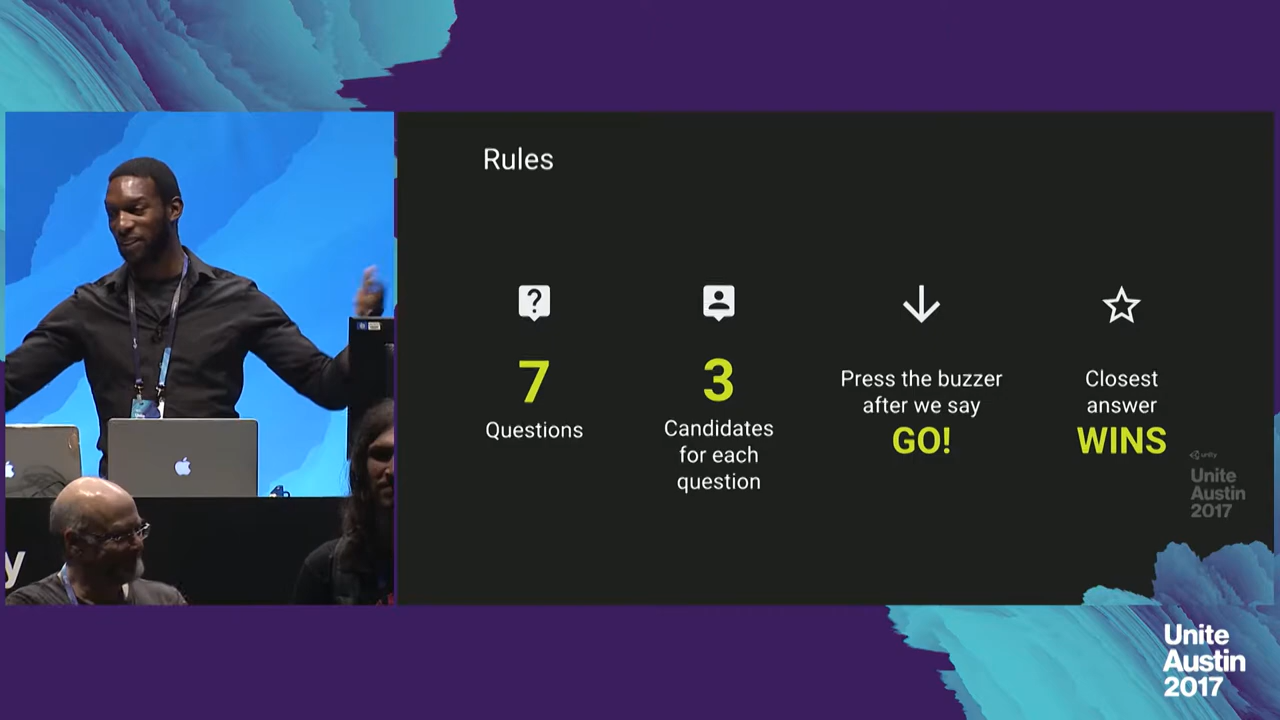 Rules
?
7
Questions
3
Candidates
for each
question
Press the buzzer
after we say
GO!
Closest
answer
WINS
unity
Unite
Austin
2017
y
Unite
Austin
2017